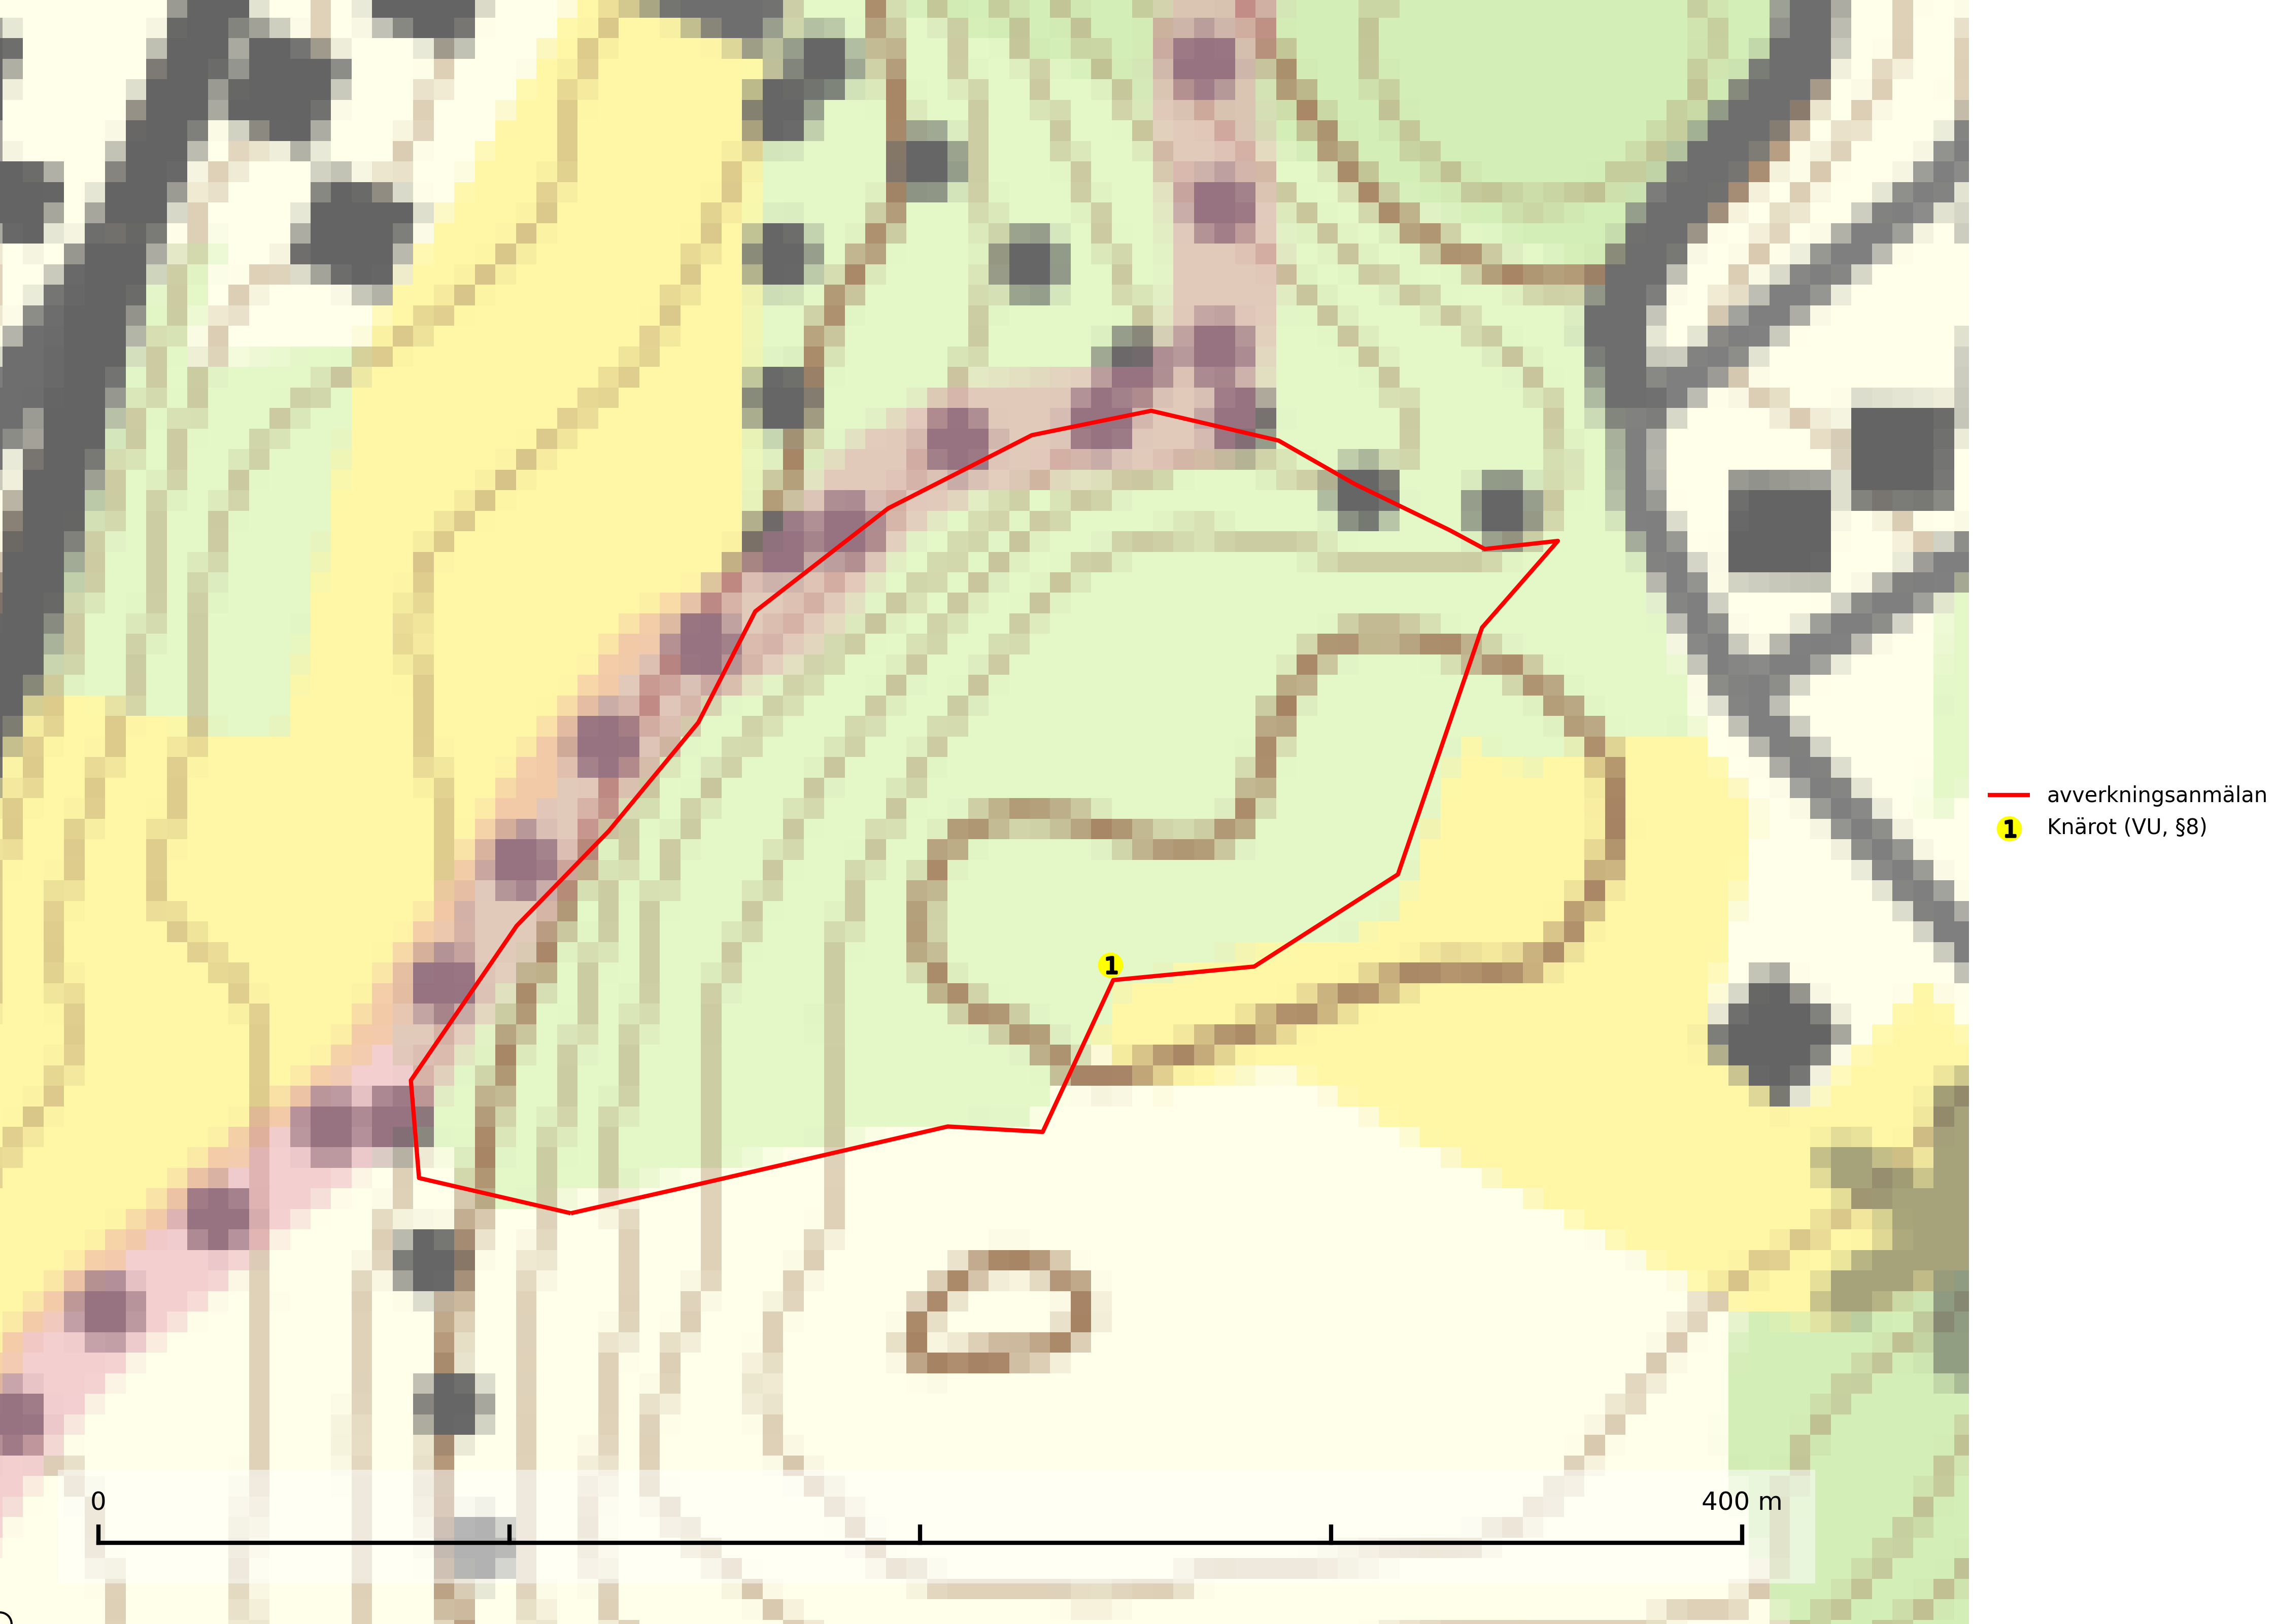 avverkningsanmälan
1 Knärot (VU, §8)
1
0 400 m